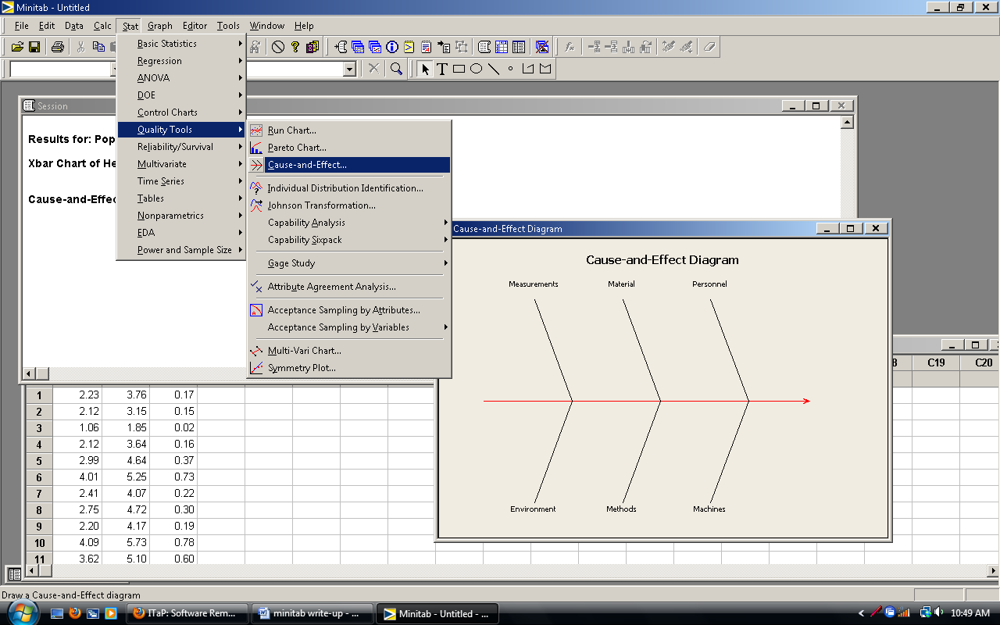 Minitab - Untitled
File Edit Data Calc Stat Graph Editor Tools Window Help
Basic Statistics
Regression
ANOVA
DOE
Control Charts
Quality Tools
Reliability/Survival
Multivariate
Time Series
Tables
Nonparametrics
EDA
Power and Sample Size
Run Chart...
Pareto Chart...
Cause-and-Effect...
Individual Distribution Identification...
Johnson Transformation...
Capability Analysis
Capability Sixpack
Gage Study
Attribute Agreement Analysis...
Acceptance Sampling by Attributes...
Acceptance Sampling by Variables
Multi-Vari Chart...
Symmetry Plot...
Session
Results for: Pop
Xbar Chart of He
Cause-and-Effec
Cause-and-Effect Diagram
Cause-and-Effect Diagram
Measurements Material Personnel
Environment Methods Machines
C19 C20
1 2.23 3.76 0.17
2 2.12 3.15 0.15
3 1.06 1.85 0.02
4 2.12 3.64 0.16
5 2.99 4.64 0.37
6 4.01 5.25 0.73
7 2.41 4.07 0.22
8 2.75 4.72 0.30
9 2.20 4.17 0.19
10 4.09 5.73 0.78
11 3.62 5.10 0.60
Draw a Cause-and-Effect diagram
ITaP: Software Rem... minitab write-up - ... Minitab - Untitled - ... 10:49 AM